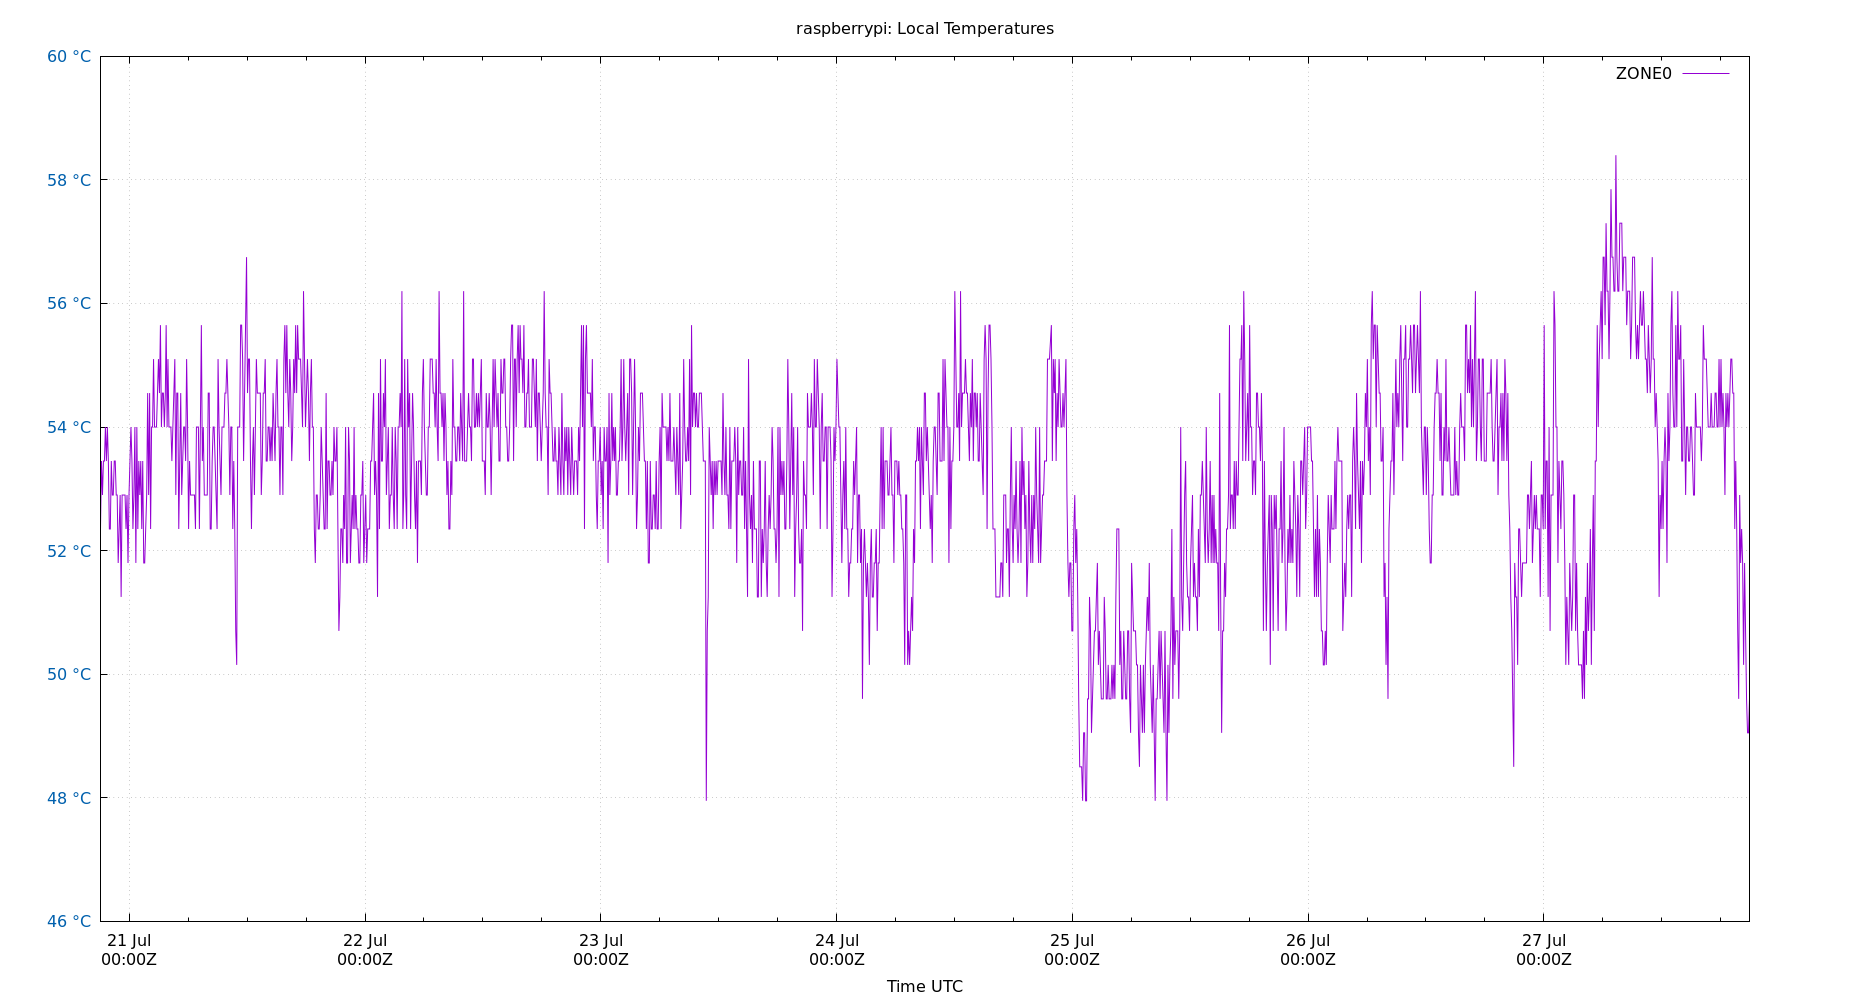 raspberrypi: Local Temperatures
60 °C
ZONE0
58 °C
56 °C
54 °C
52 °C
50 °C
48 °C
46 °C
21 Jul 22 Jul 23 Jul 24 Jul 25 Jul 26 Jul 27 Jul
00:00Z 00:00Z 00:00Z 00:00Z 00:00Z 00:00Z 00:00Z
Time UTC